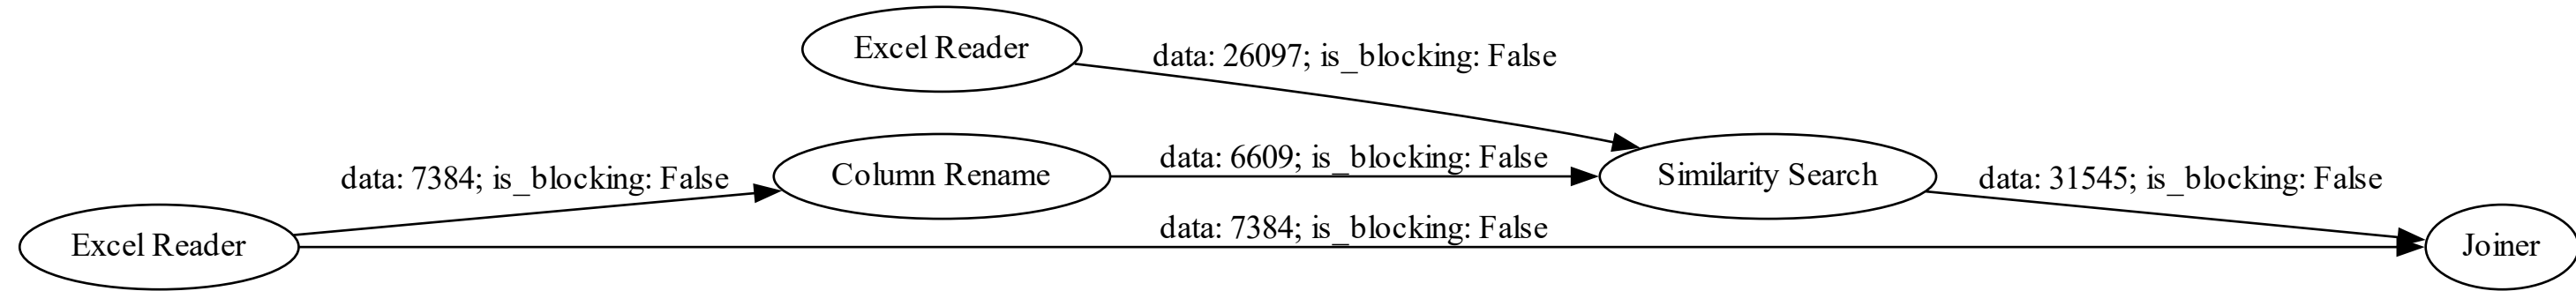 Excel Reader
data: 26097; is_blocking: False
data: 7384; is_blocking: False
Column Rename
data: 6609; is_blocking: False
Similarity Search
data: 31545; is_blocking: False
Excel Reader
data: 7384; is_blocking: False
Joiner